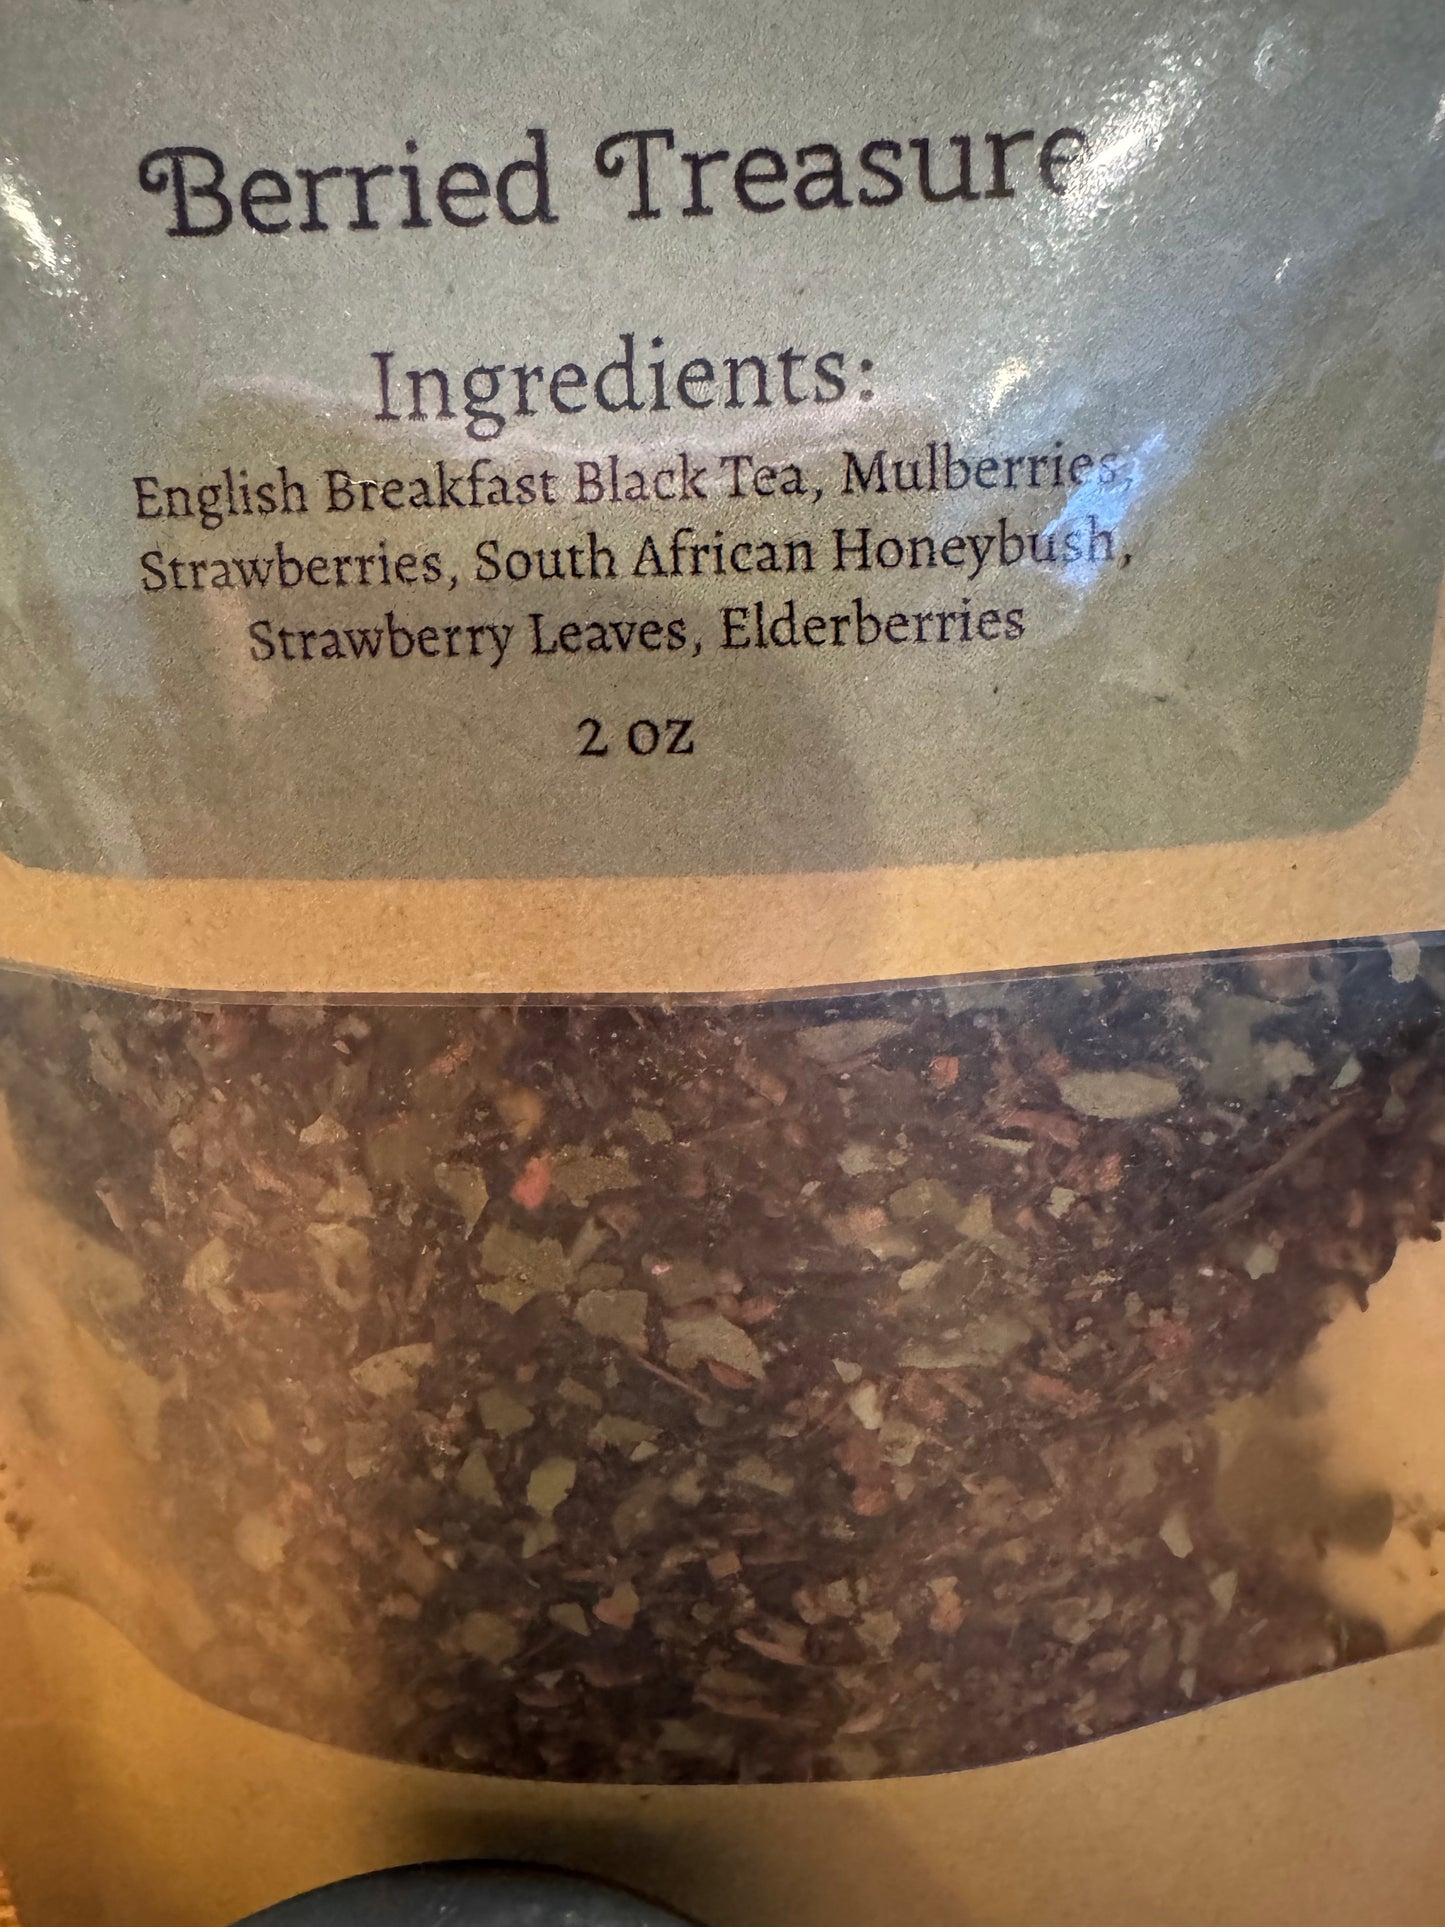 Berried Treasure
Ingredients:
English Breakfast Black Tea, Mulberries,
Strawberries, South African Honeybush,
Strawberry Leaves, Elderberries
2 oz